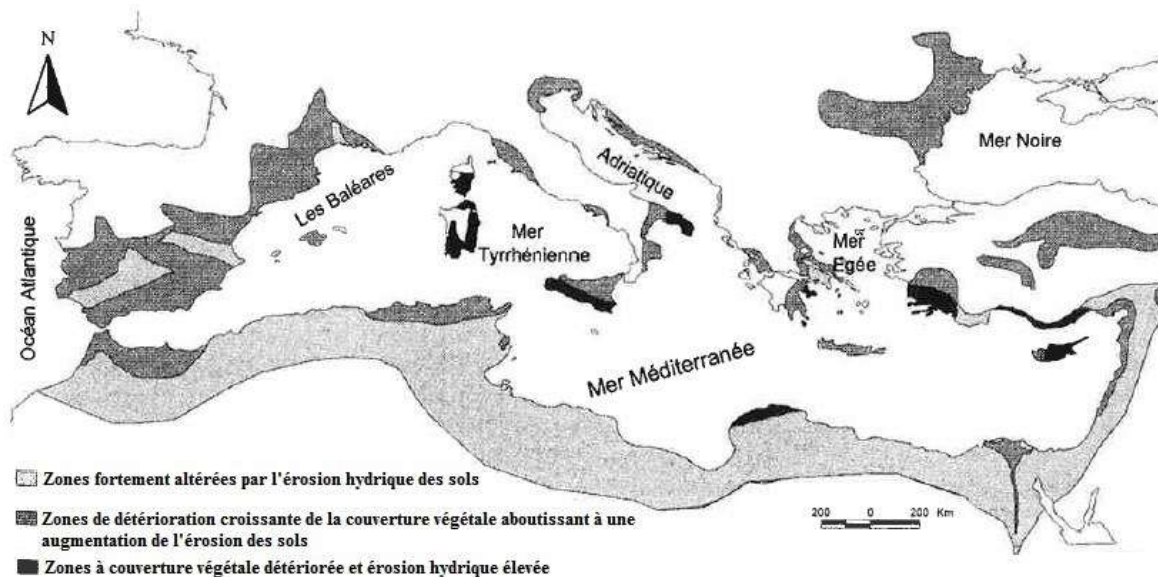 N
Mer Noire
Adriatique
Les Baléares
Mer
Tyrrhénienne
Mer
Egée
Océan Atlantique
Mer Méditerranée
Zones fortement altérées par l'érosion hydrique des sols
200 0 200 Km
Zones de détérioration croissante de la couverture végétale aboutissant à une
augmentation de l'érosion des sols
Zones à couverture végétale détériorée et érosion hydrique élevée